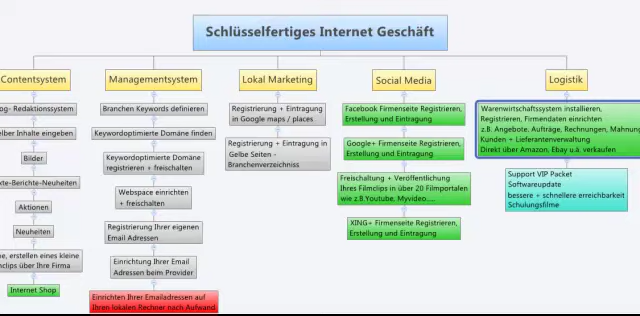 Schlüsselfertiges Internet Geschäft
Contentsystem
Managementsystem
Lokal Marketing
Social Media
Logistik
Redaktionssystem
Inhalte eingeben
Bilder
Berichte-Neuheiten
Aktionen
Neuheiten
erstellen eines kleine
über Ihre Firma
Internet Shop
Branchen Keywords definieren
Keywordoptimierte Domäne finden
Keywordoptimierte Domäne
registrieren + freischalten
Webspace einrichten
+ freischalten
Registrierung Ihrer eigenen
Email Adressen
Einrichtung Ihrer Email
Adressen beim Provider
Einrichten Ihrer Emailadressen auf
Ihren lokalen Rechner nach Aufwand
Registrierung + Eintragung
in Google maps / places
Registrierung + Eintragung in
Gelbe Seiten -
Branchenverzeichniss
Facebook Firmenseite Registrieren,
Erstellung und Eintragung
Google+ Firmenseite Registrieren,
Erstellung und Eintragung
Freischaltung + Veröffentlichung
Ihres Filmclips in über 20 Filmportalen
wie z.B.Youtube, Myvideo....
XING+ Firmenseite Registrieren,
Erstellung und Eintragung
Warenwirtschaftssystem installieren,
Registrieren, Firmendaten einrichten
z.B. Angebote, Aufträge, Rechnungen, Mahnung
Kunden + Lieferantenverwaltung
Direkt über Amazon, Ebay u.ä. verkaufen
Support VIP Packet
Softwareupdate
bessere + schnellere erreichbarkeit
Schulungsfilme